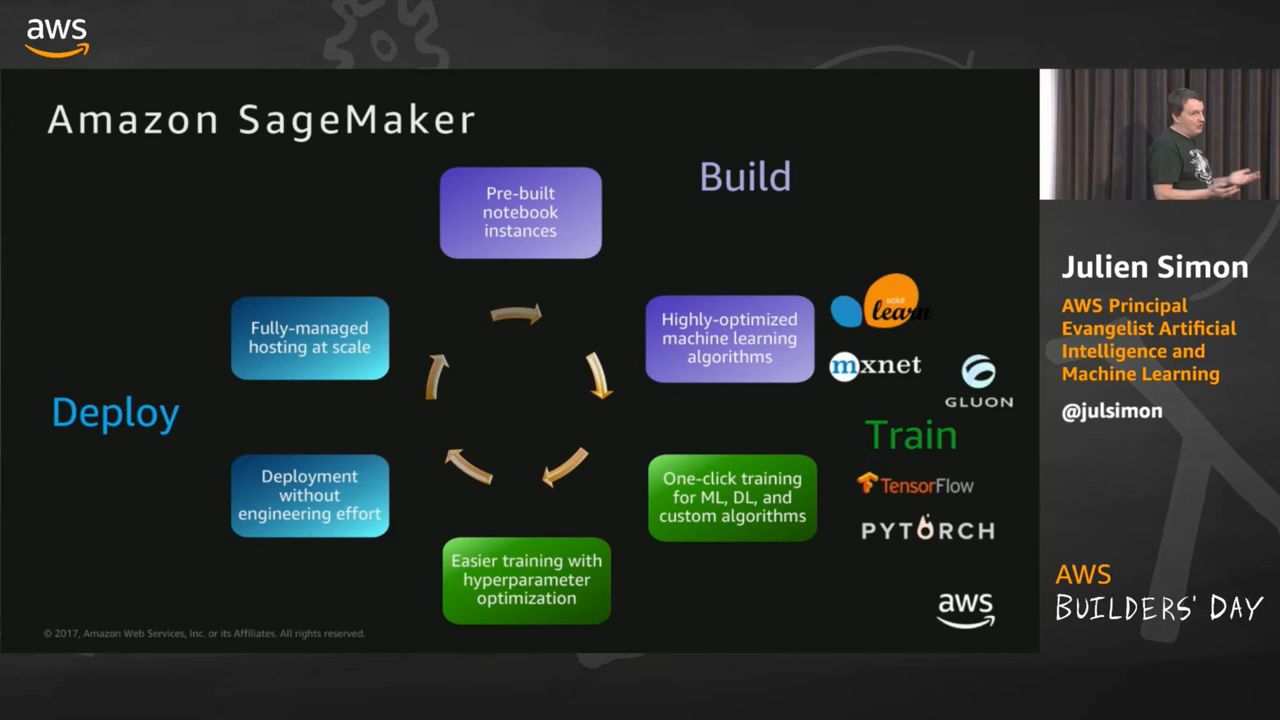 aws
Amazon SageMaker
Build
Pre-built
notebook
instances
Highly-optimized
machine learning
algorithms
scikit
learn
mxnet
GLUON
Train
One-click training
for ML, DL, and
custom algorithms
TensorFlow
PYTORCH
Easier training with
hyperparameter
optimization
Deployment
without
engineering effort
Deploy
Fully-managed
hosting at scale
© 2017, Amazon Web Services, Inc. or its Affiliates. All rights reserved.
aws
Julien Simon
AWS Principal
Evangelist Artificial
Intelligence and
Machine Learning
@julsimon
AWS
BUILDERS' DAY